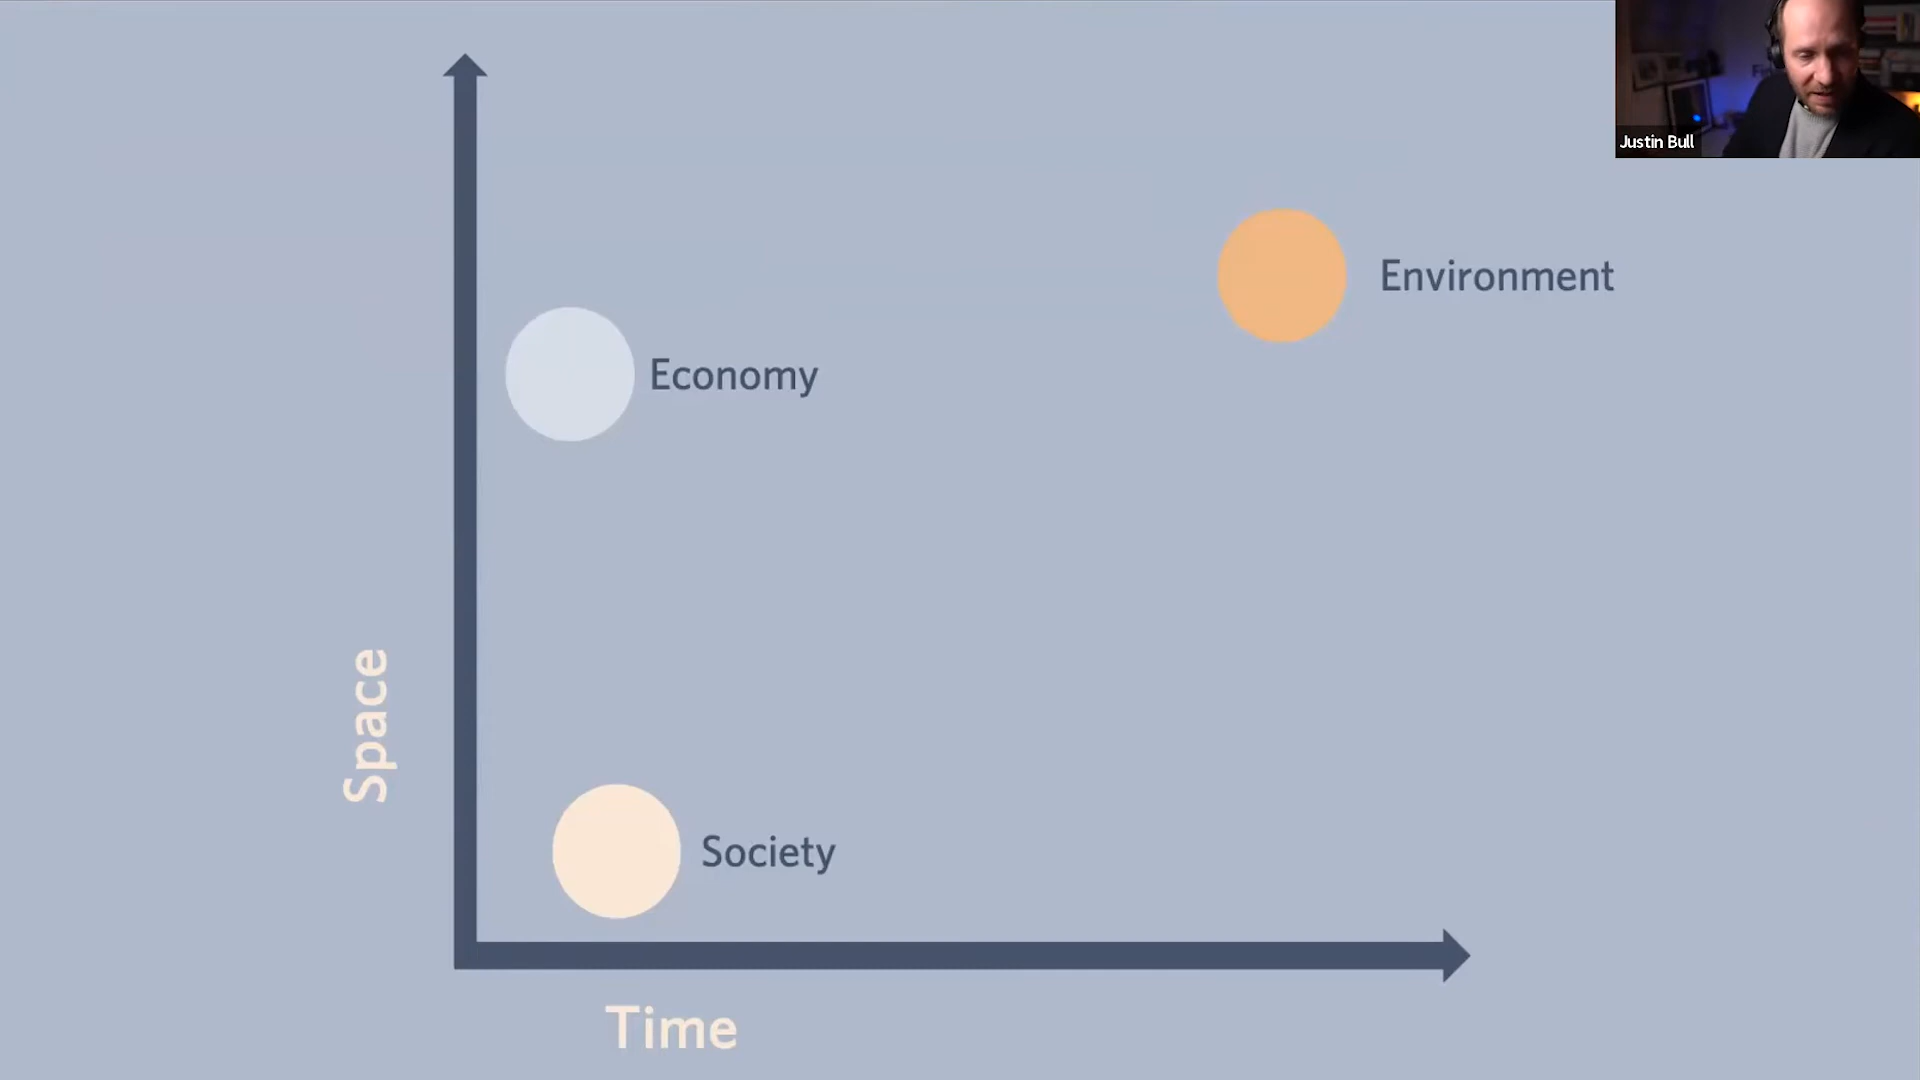 Justin Bull
Environment
Economy
Space
Society
Time